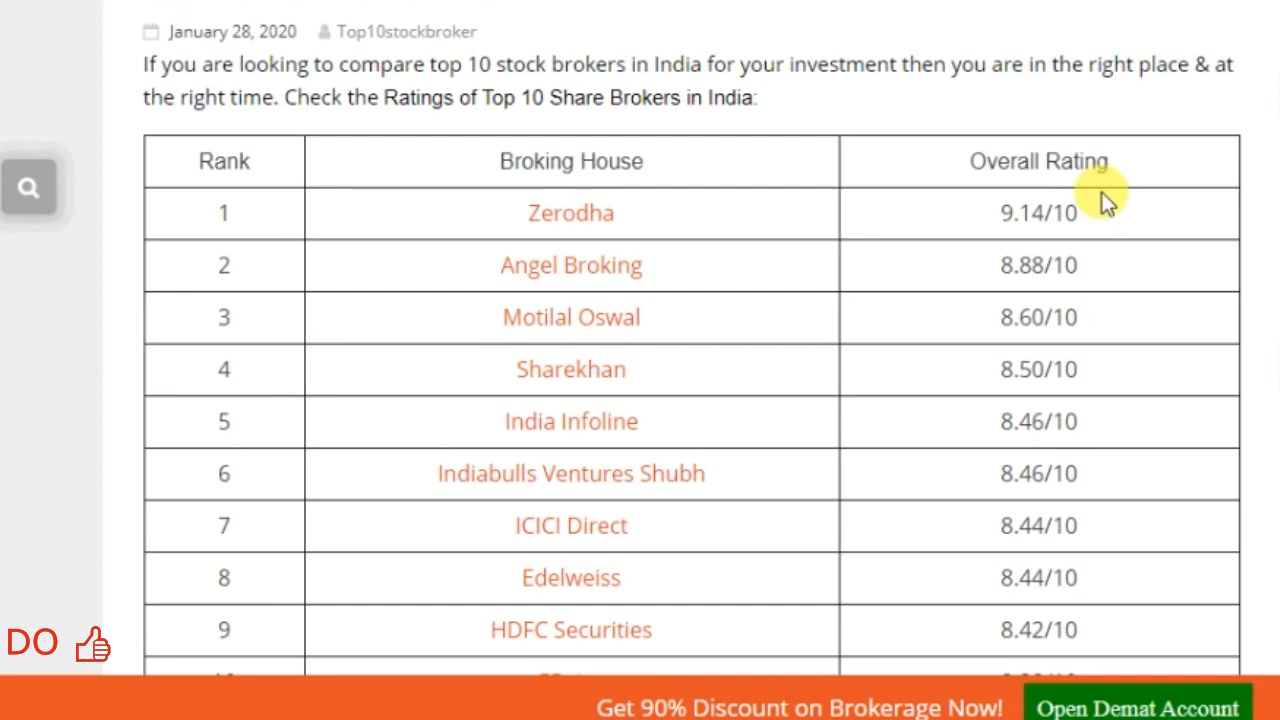 January 28, 2020 Top10stockbroker
If you are looking to compare top 10 stock brokers in India for your investment then you are in the right place & at
the right time. Check the Ratings of Top 10 Share Brokers in India:
Rank Broking House Overall Rating
1 Zerodha 9.14/10
2 Angel Broking 8.88/10
3 Motilal Oswal 8.60/10
4 Sharekhan 8.50/10
5 India Infoline 8.46/10
6 Indiabulls Ventures Shubh 8.46/10
7 ICICI Direct 8.44/10
8 Edelweiss 8.44/10
9 HDFC Securities 8.42/10
DO
Get 90% Discount on Brokerage Now! Open Demat Account